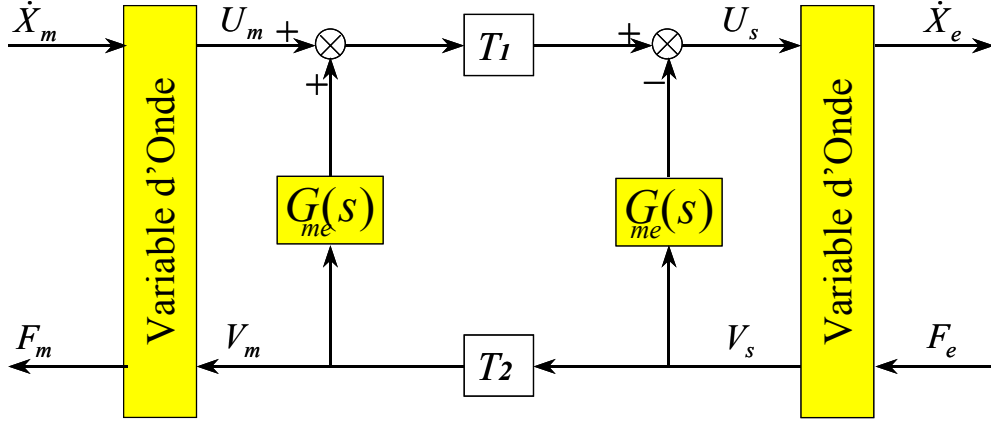 Ẋm
Um
+
T1
+
Us
Ẋe
+
−
Variable d'Onde
Gme(s)
Gme(s)
Variable d'Onde
Fm
Vm
T2
Vs
Fe